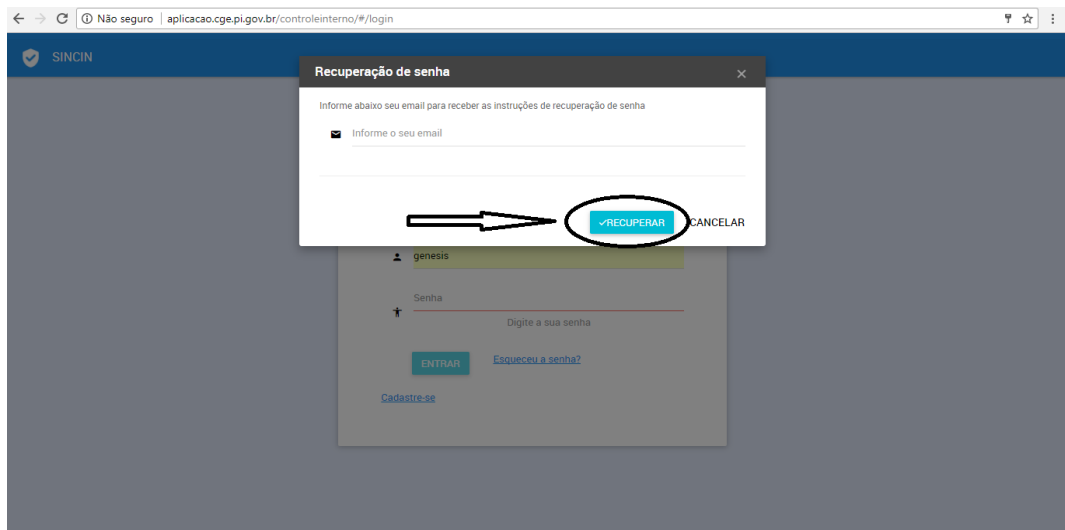 Não seguro | aplicacao.cge.pi.gov.br/controleinterno/#/login
SINCIN
Recuperação de senha
Informe abaixo seu email para receber as instruções de recuperação de senha
Informe o seu email
RECUPERAR CANCELAR
genesis
Senha
Digite a sua senha
ENTRAR Esqueceu a senha?
Cadastre-se